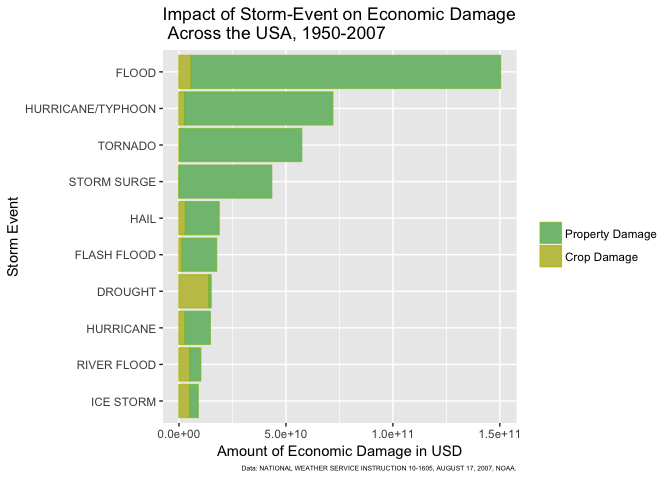 Impact of Storm-Event on Economic Damage
Across the USA, 1950-2007
Storm Event
FLOOD
HURRICANE/TYPHOON
TORNADO
STORM SURGE
HAIL
FLASH FLOOD
DROUGHT
HURRICANE
RIVER FLOOD
ICE STORM
0.0e+00 5.0e+10 1.0e+11 1.5e+11
Amount of Economic Damage in USD
Property Damage
Crop Damage
Data: NATIONAL WEATHER SERVICE INSTRUCTION 10-1605, AUGUST 17, 2007, NOAA.